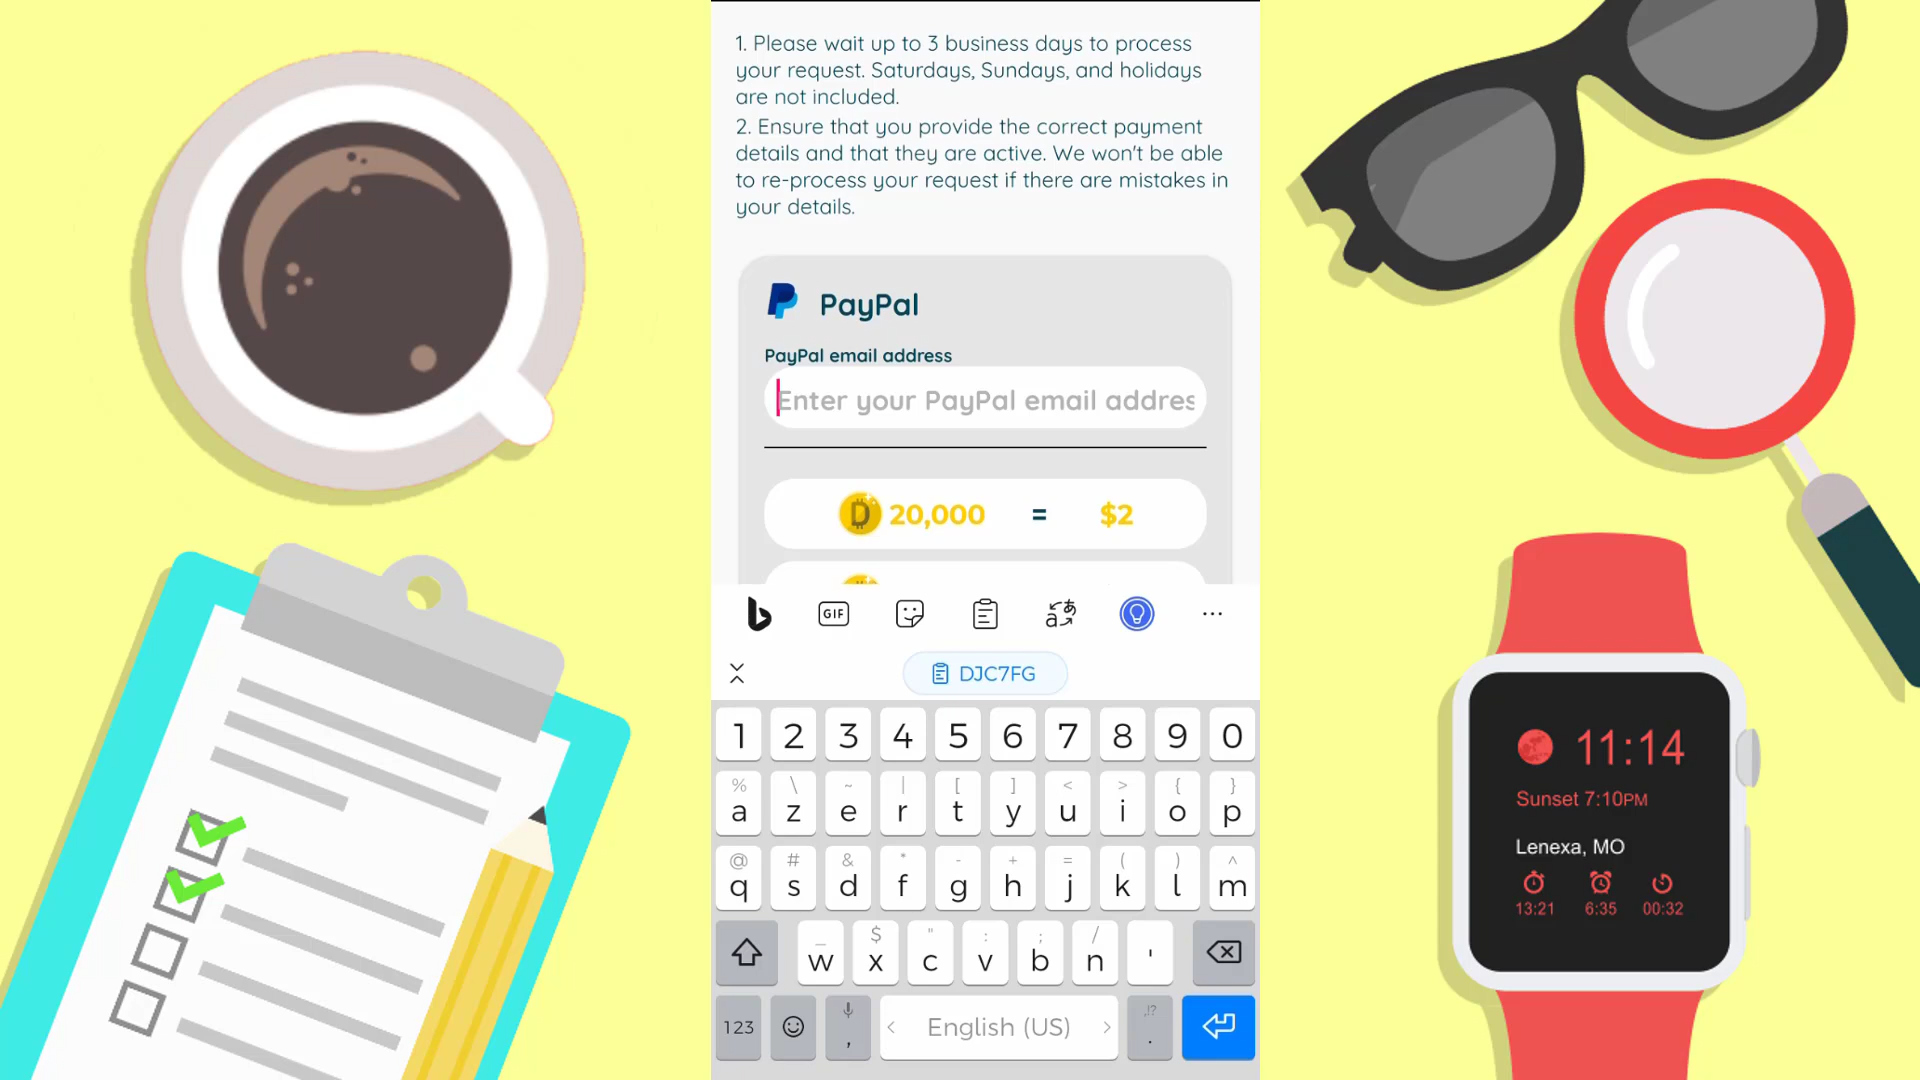 1. Please wait up to 3 business days to process
your request. Saturdays, Sundays, and holidays
are not included.
2. Ensure that you provide the correct payment
details and that they are active. We won't be able
to re-process your request if there are mistakes in
your details.
PayPal
PayPal email address
Enter your PayPal email addres
20,000 = $2
GIF
DJC7FG
1 2 3 4 5 6 7 8 9 0
% \ ~ | [ ] < > { }
a z e r t y u i o p
@ # & * - + = ( ) ^
q s d f g h j k l m
_ $ " : ; /
w x c v b n '
123 , < English (US) > ,!? .
11:14
Sunset 7:10PM
Lenexa, MO
13:21 6:35 00:32